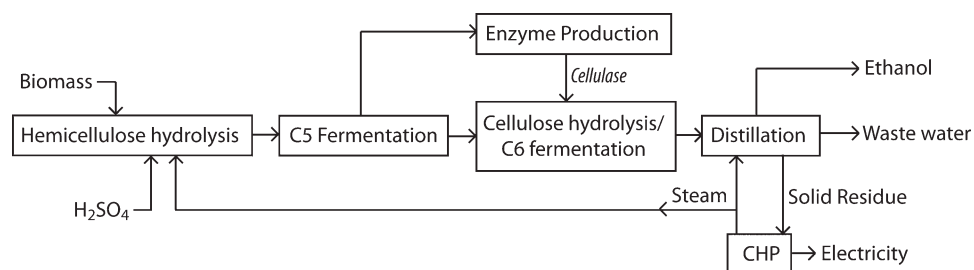 Enzyme Production
Cellulase
Ethanol
Biomass
Hemicellulose hydrolysis
C5 Fermentation
Cellulose hydrolysis/
C6 fermentation
Distillation
Waste water
H₂SO₄
Steam
Solid Residue
CHP
Electricity